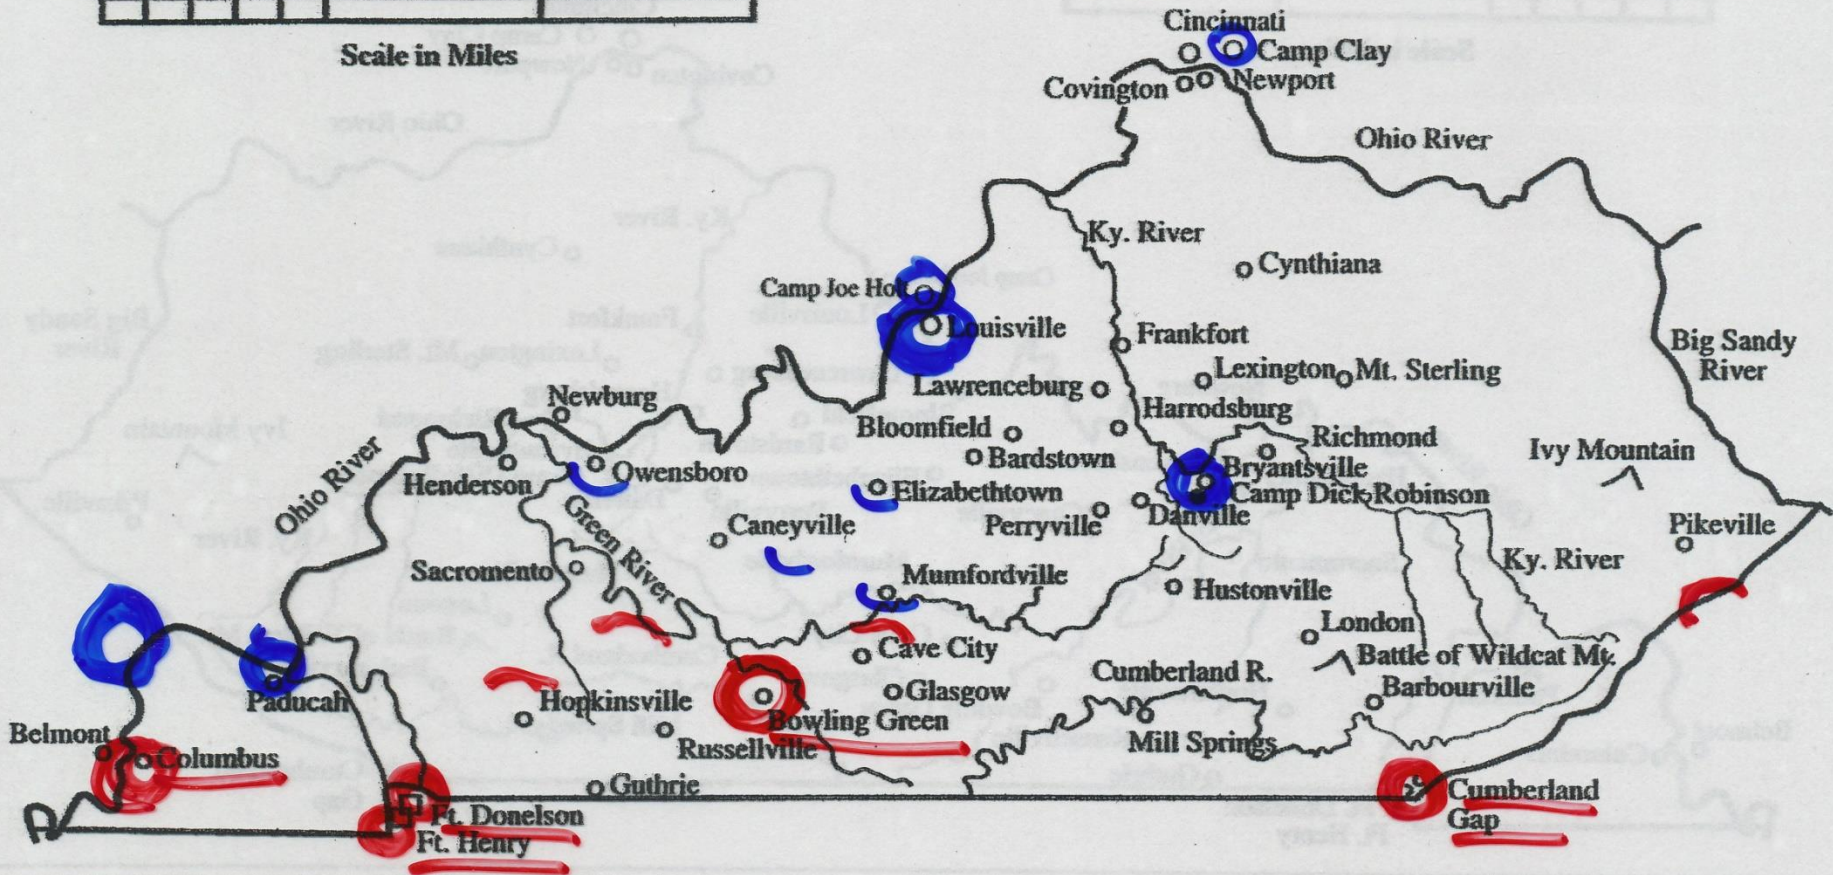 Scale in Miles
Cincinnati
Camp Clay
Covington
Newport
Ohio River
Ky. River
Cynthiana
Camp Joe Holt
Louisville
Frankfort
Big Sandy
River
Lexington
Mt. Sterling
Lawrenceburg
Newburg
Harrodsburg
Bloomfield
Richmond
Bardstown
Ivy Mountain
Owensboro
Bryantsville
Henderson
Ohio River
Elizabethtown
Camp Dick Robinson
Danville
Perryville
Caneyville
Green River
Pikeville
Sacromento
Mumfordville
Ky. River
Hustonville
London
Cave City
Battle of Wildcat Mt.
Cumberland R.
Barbourville
Glasgow
Paducah
Hopkinsville
Bowling Green
Belmont
Russellville
Mill Springs
Columbus
Guthrie
Cumberland
Gap
Ft. Donelson
Ft. Henry